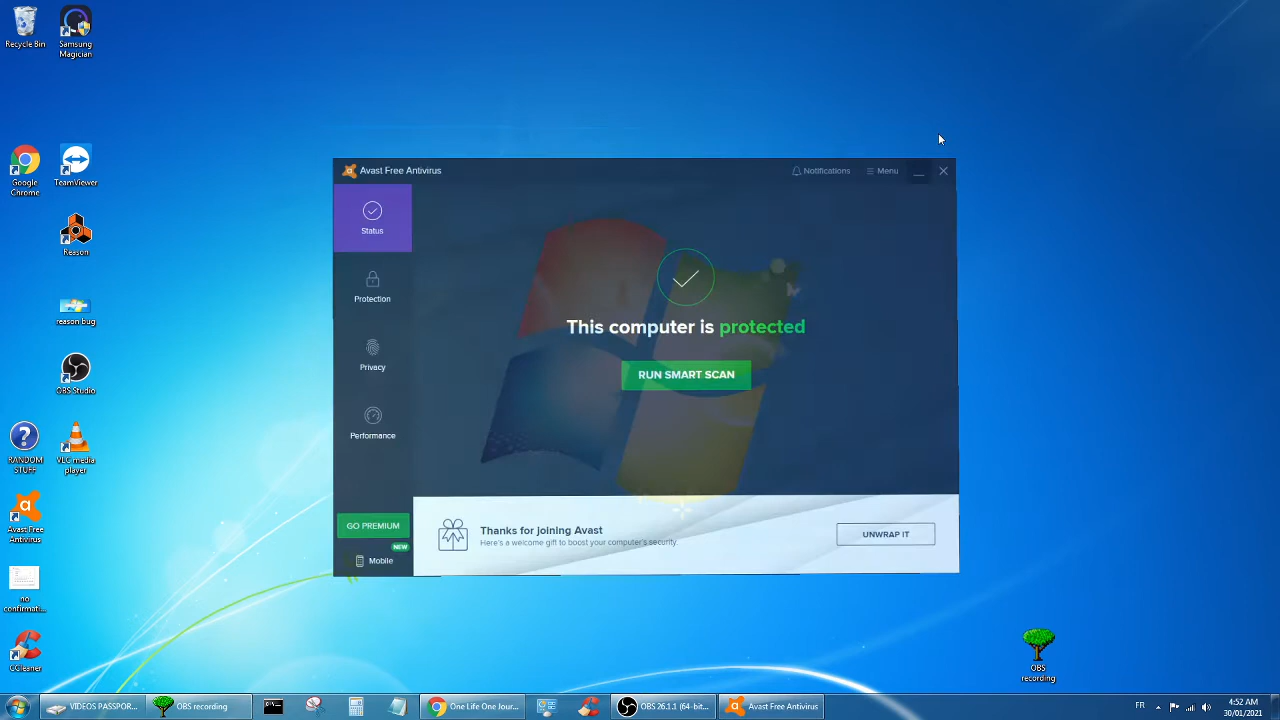 Recycle Bin
Samsung
Magician
Google
Chrome
TeamViewer
Reason
reason bug
OBS Studio
RANDOM
STUFF
VLC media
player
Avast Free
Antivirus
no
confirmati...
CCleaner
Avast Free Antivirus
Notifications
Menu
Status
Protection
Privacy
Performance
GO PREMIUM
NEW
Mobile
This computer is protected
RUN SMART SCAN
Thanks for joining Avast
Here's a welcome gift to boost your computer's security.
UNWRAP IT
OBS
recording
VIDEOS PASSPOR...
OBS recording
One Life One Jour...
OBS 26.1.1 (64-bit...
Avast Free Antivirus
FR
4:52 AM
30/01/2021